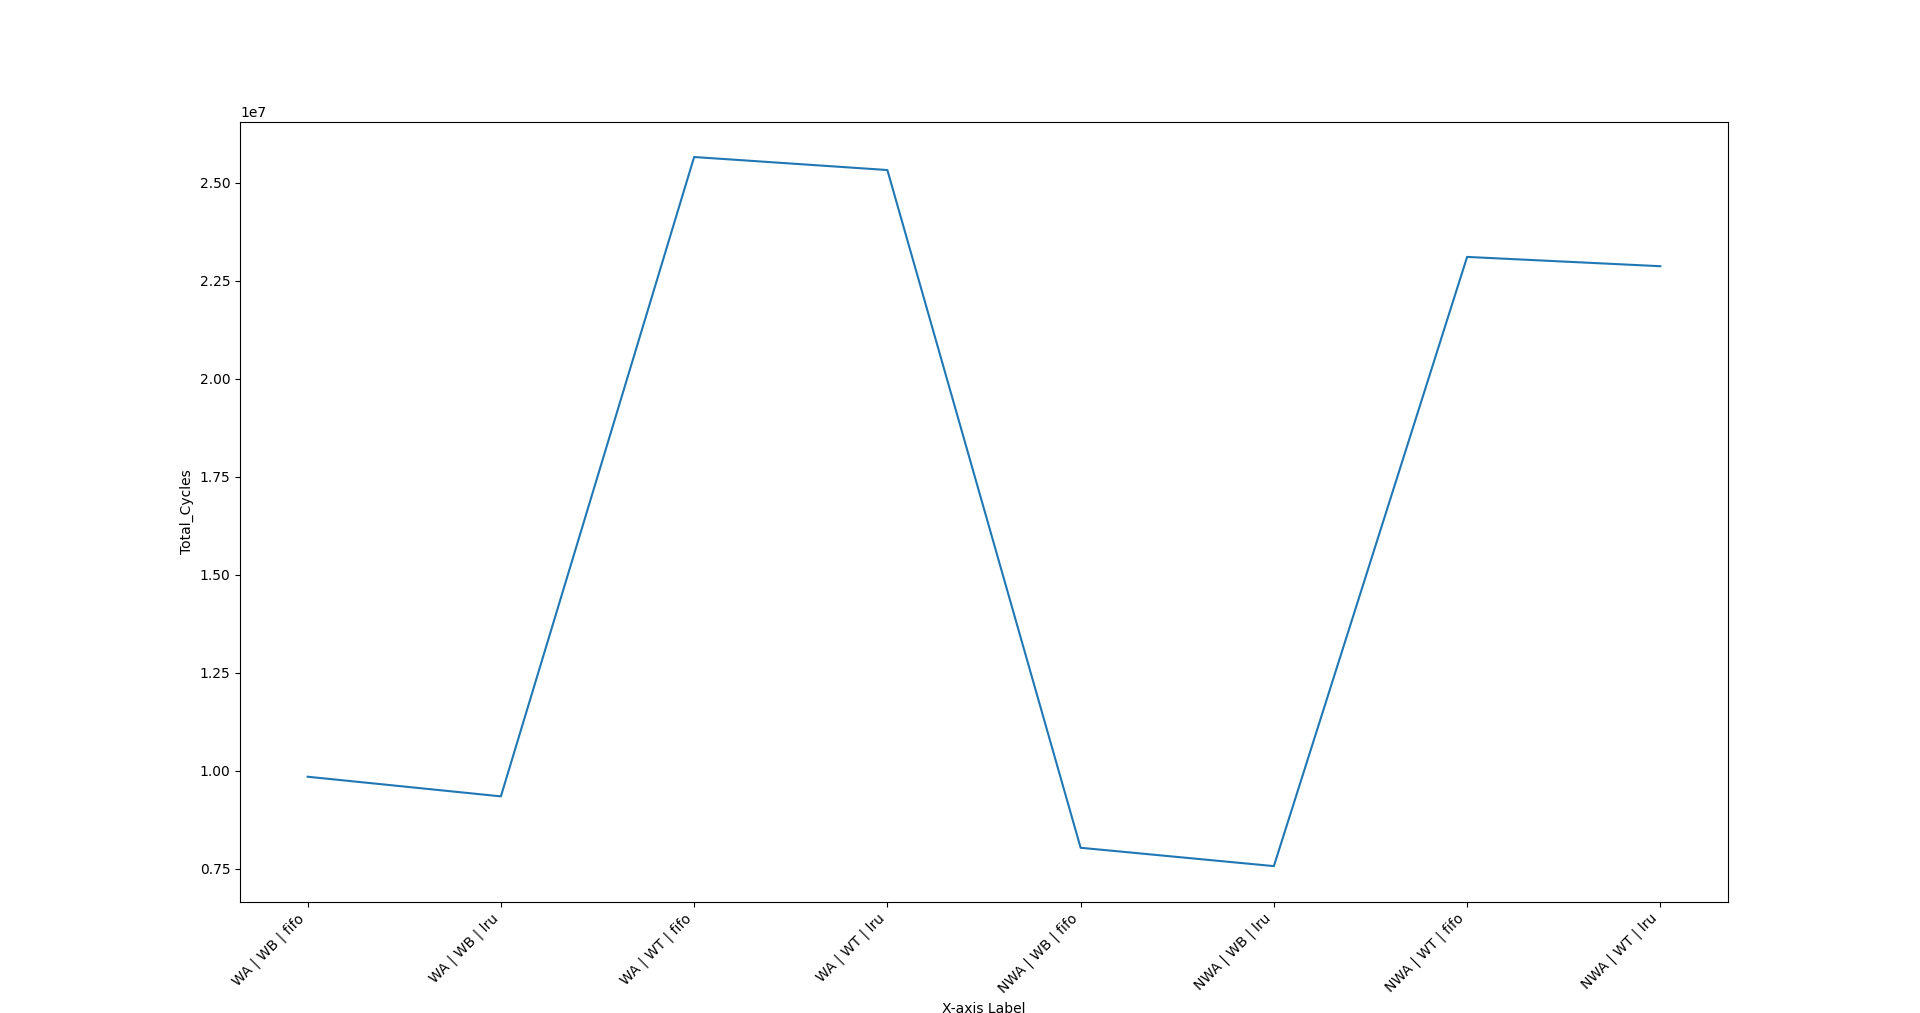 1e7
2.50
2.25
2.00
1.75
1.50
1.25
1.00
0.75
Total_Cycles
WA | WB | fifo
WA | WB | lru
WA | WT | fifo
WA | WT | lru
NWA | WB | fifo
NWA | WB | lru
NWA | WT | fifo
NWA | WT | lru
X-axis Label